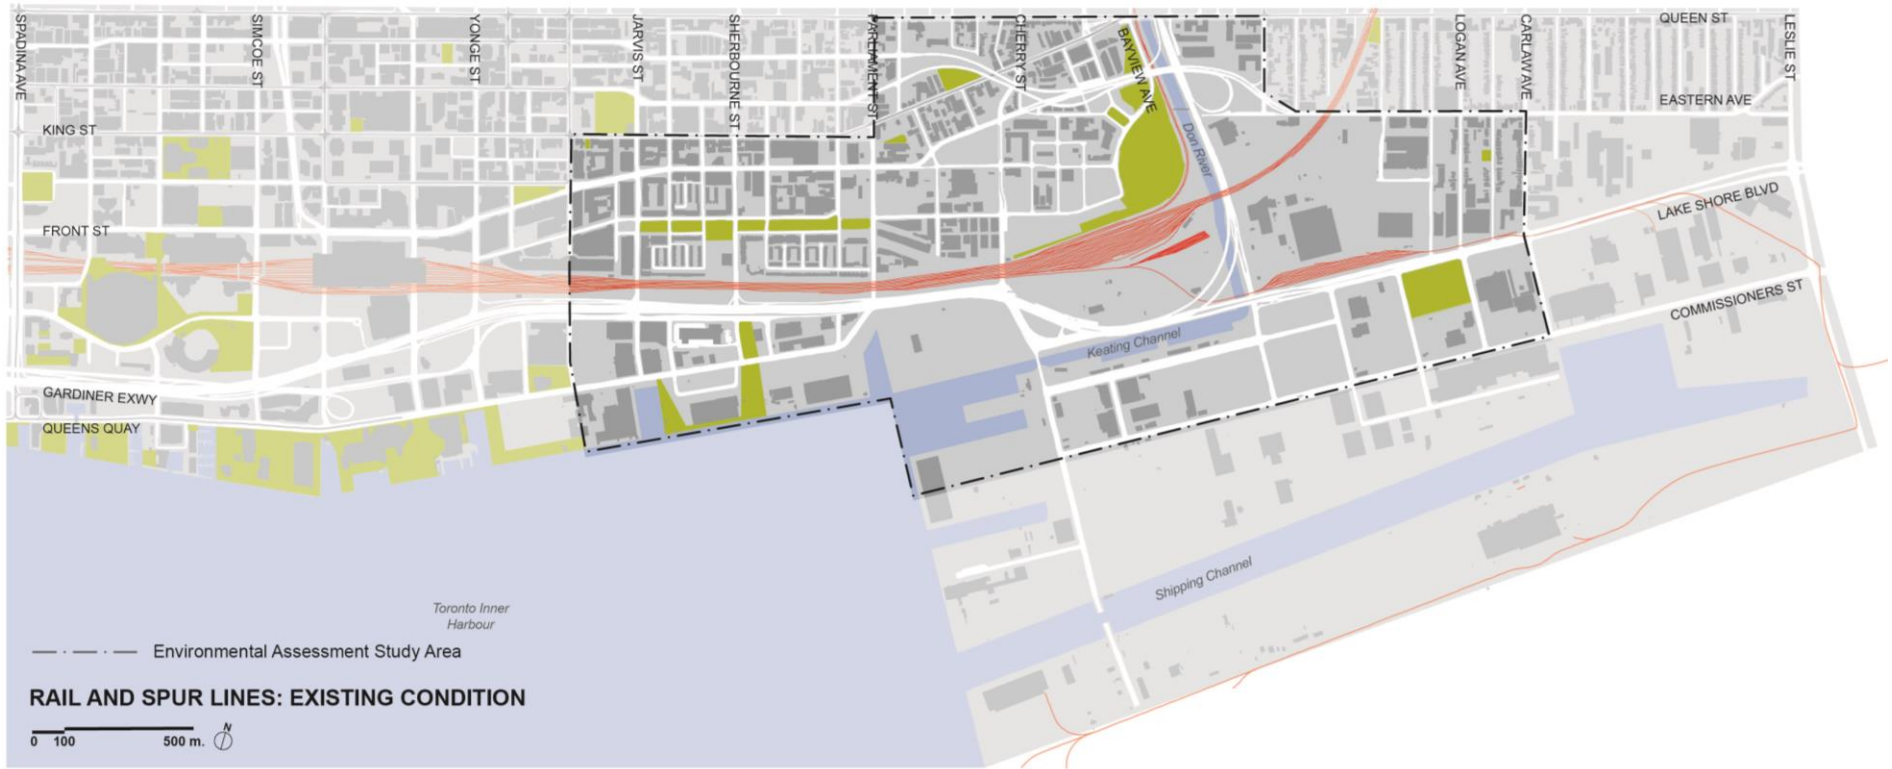 SPADINA AVE
SIMCOE ST
YONGE ST
JARVIS ST
SHERBOURNE ST
PARLIAMENT ST
CHERRY ST
BAYVIEW AVE
LOGAN AVE
CARLAW AVE
QUEEN ST
LESLIE ST
EASTERN AVE
KING ST
Don River
LAKE SHORE BLVD
FRONT ST
COMMISSIONERS ST
Keating Channel
GARDINER EXWY
QUEENS QUAY
Shipping Channel
Toronto Inner
Harbour
Environmental Assessment Study Area
RAIL AND SPUR LINES: EXISTING CONDITION
0 100 500 m.
N